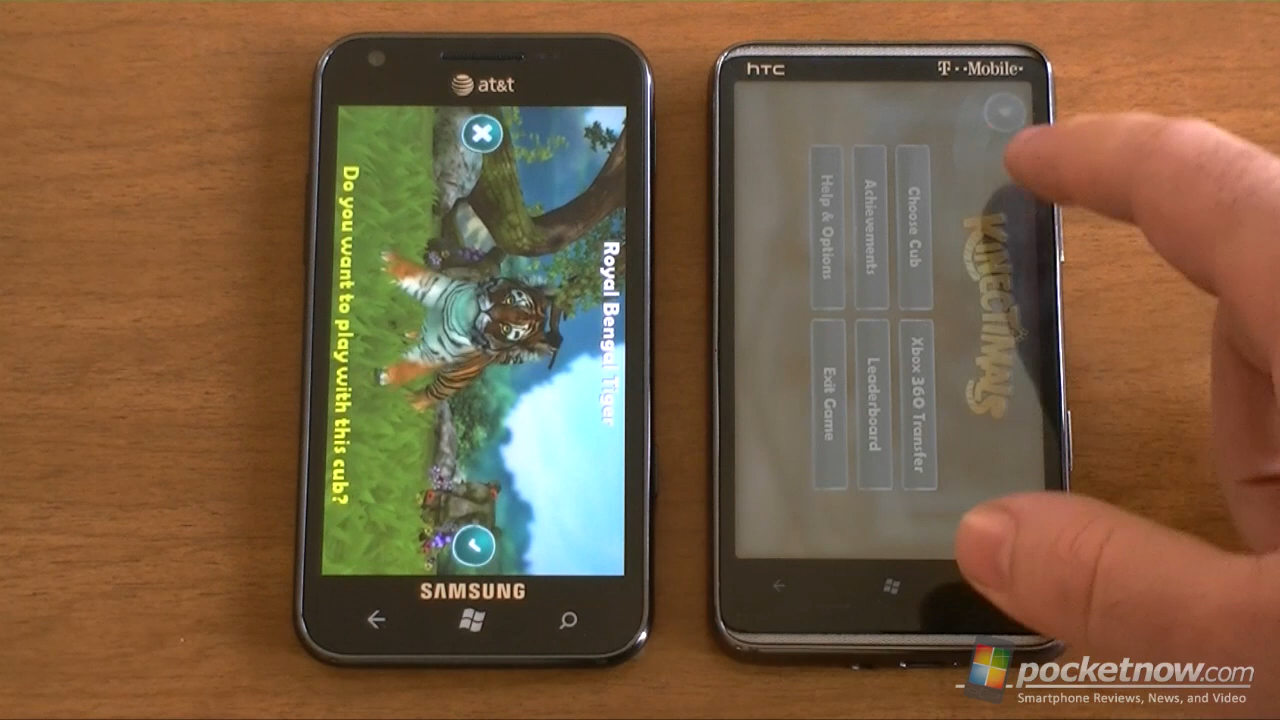 at&t
Royal Bengal Tiger
Do you want to play with this cub?
SAMSUNG
hTC
T··Mobile·
KINECTIMALS
Choose Cub
Xbox 360 Transfer
Achievements
Leaderboard
Help & Options
Exit Game
pocketnow.com
Smartphone Reviews, News, and Video